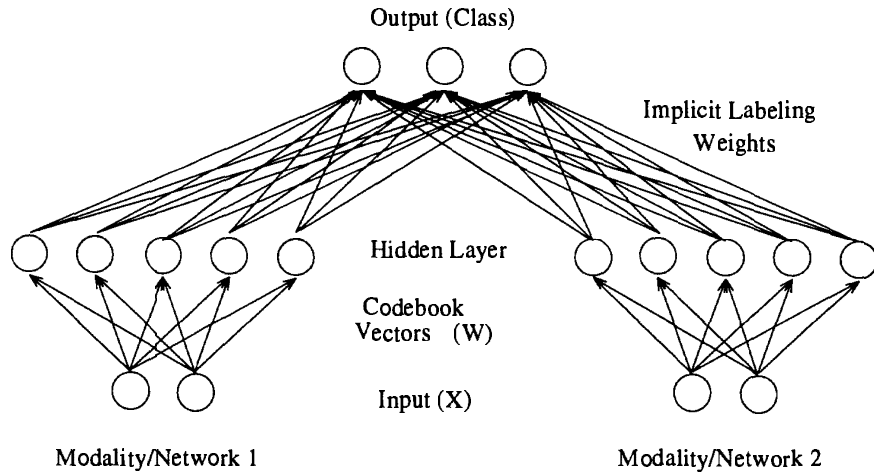 Output (Class)
Implicit Labeling
Weights
Hidden Layer
Codebook
Vectors (W)
Input (X)
Modality/Network 1
Modality/Network 2